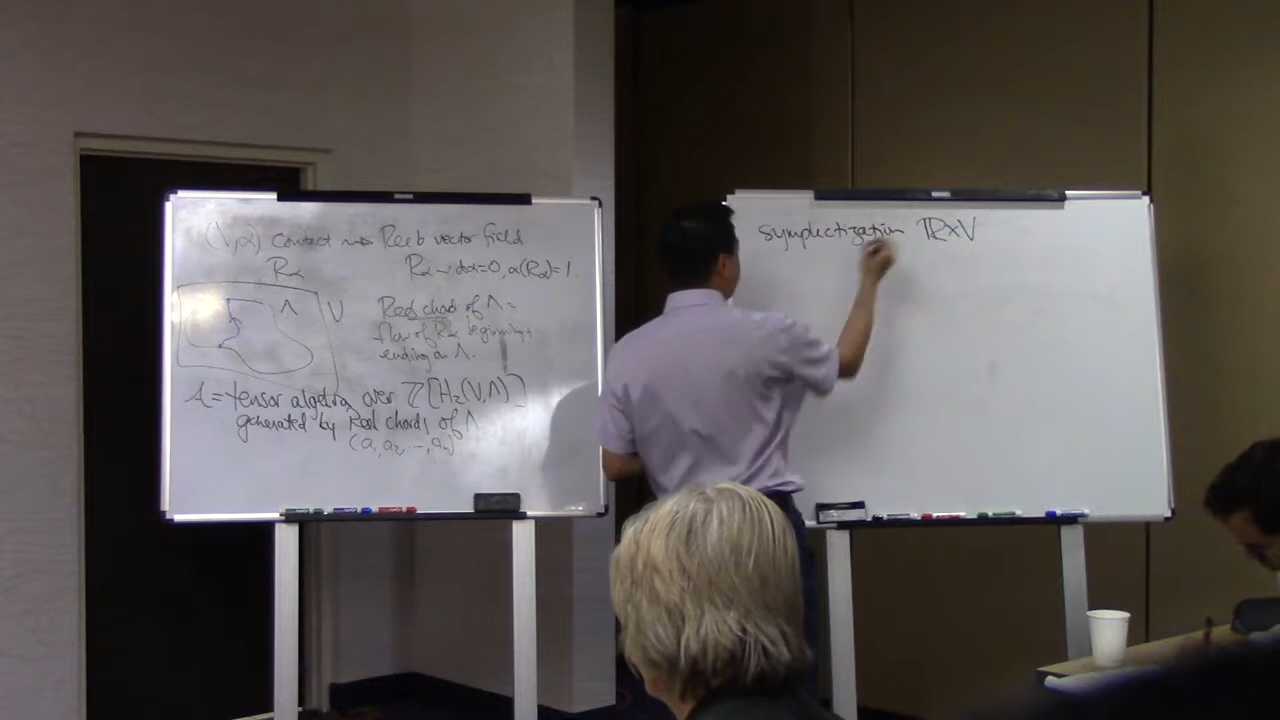 (V,α) contact ⇝ Reeb vector field
Rα Rα ⌟ dα=0, α(Rα)=1.
Λ V
Reeb chord of Λ =
flow of Rα beginning +
ending on Λ.
A = tensor algebra over ℤ[H₂(V,Λ)]
generated by Reeb chords of Λ
(a₁, a₂, ..., aₙ)
symplectization ℝ×V